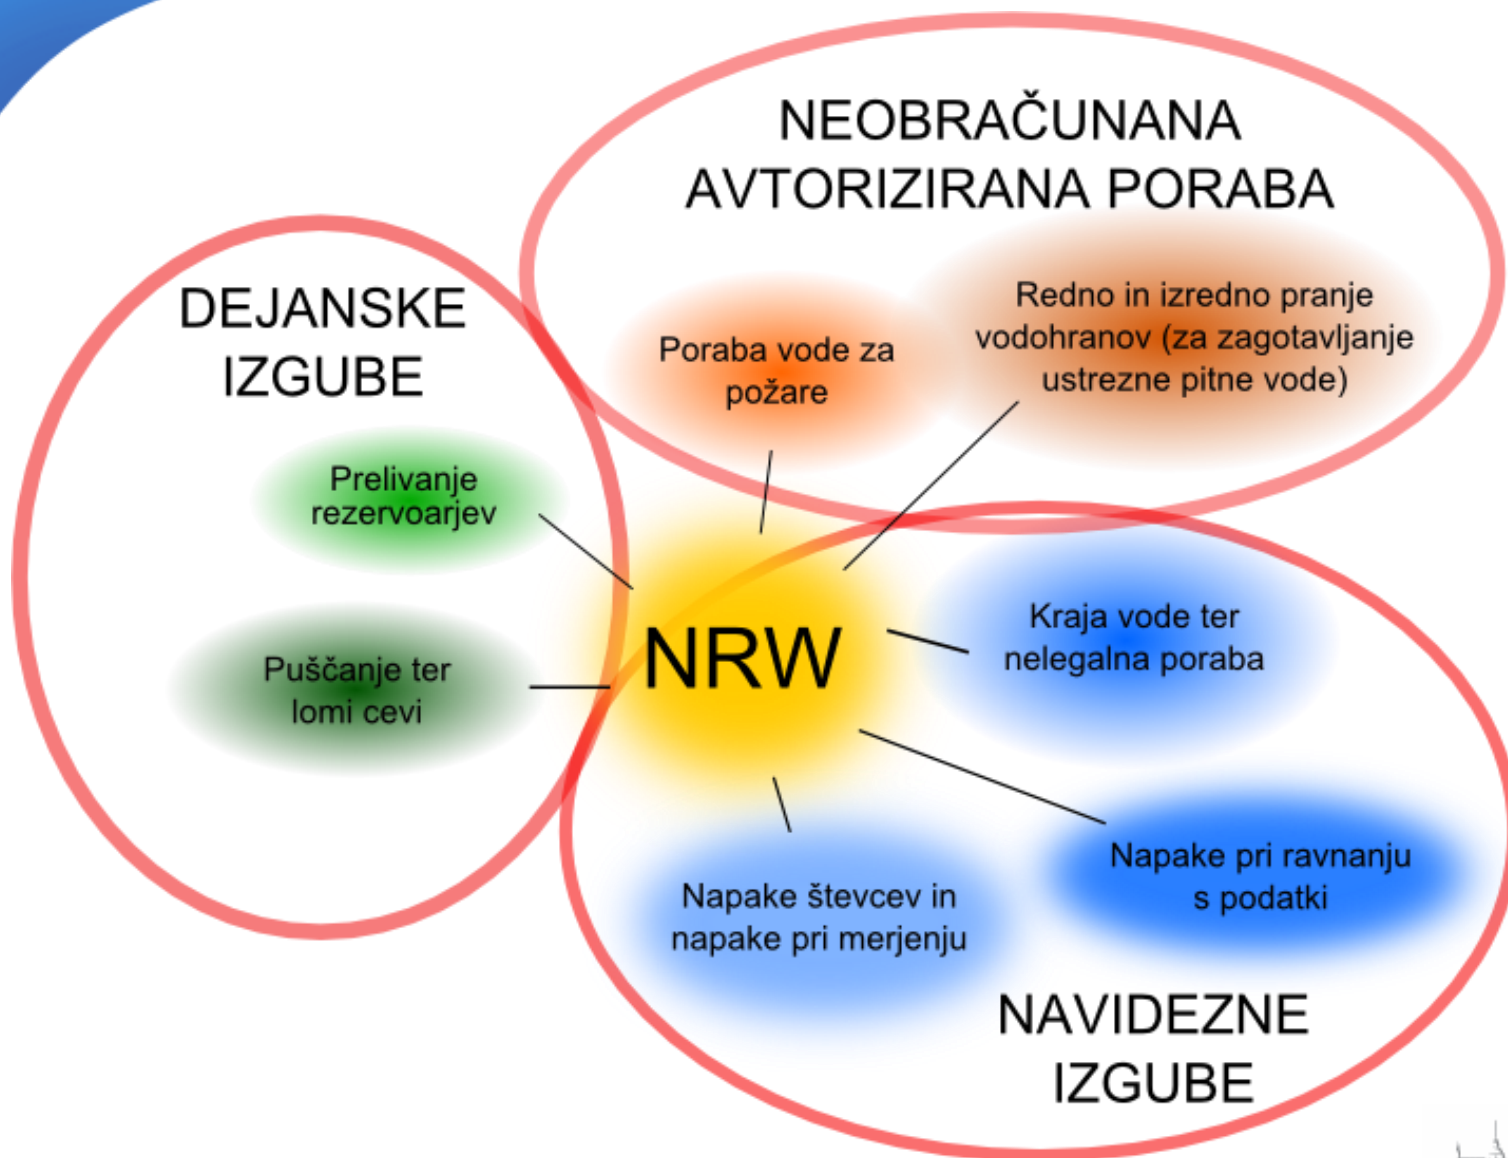 NEOBRAČUNANA
AVTORIZIRANA PORABA
Redno in izredno pranje
vodohranov (za zagotavljanje
ustrezne pitne vode)
Poraba vode za
požare
DEJANSKE
IZGUBE
Prelivanje
rezervoarjev
Puščanje ter
lomi cevi
NRW
Kraja vode ter
nelegalna poraba
Napake pri ravnanju
s podatki
Napake števcev in
napake pri merjenju
NAVIDEZNE
IZGUBE